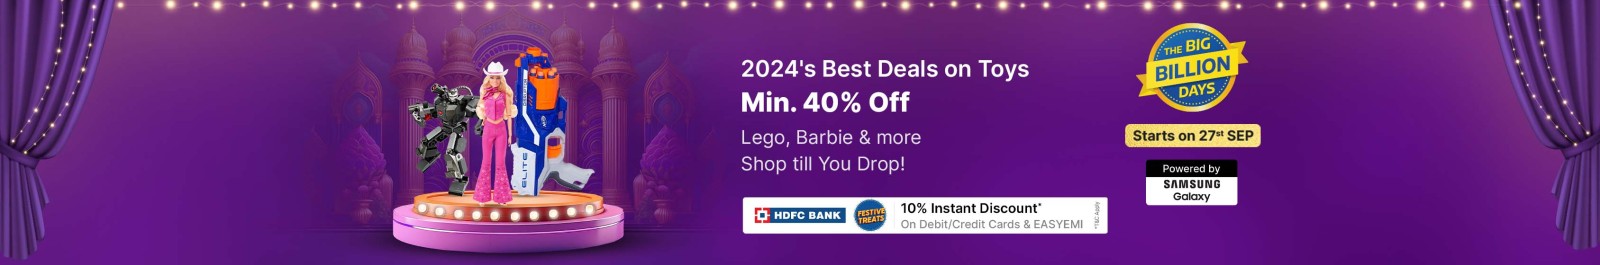 2024's Best Deals on Toys
Min. 40% Off
Lego, Barbie & more
Shop till You Drop!
HDFC BANK
FESTIVE
TREATS
10% Instant Discount*
On Debit/Credit Cards & EASYEMI
*T&C Apply
THE BIG
BILLION
DAYS
Starts on 27st SEP
Powered by
SAMSUNG
Galaxy
ELITE